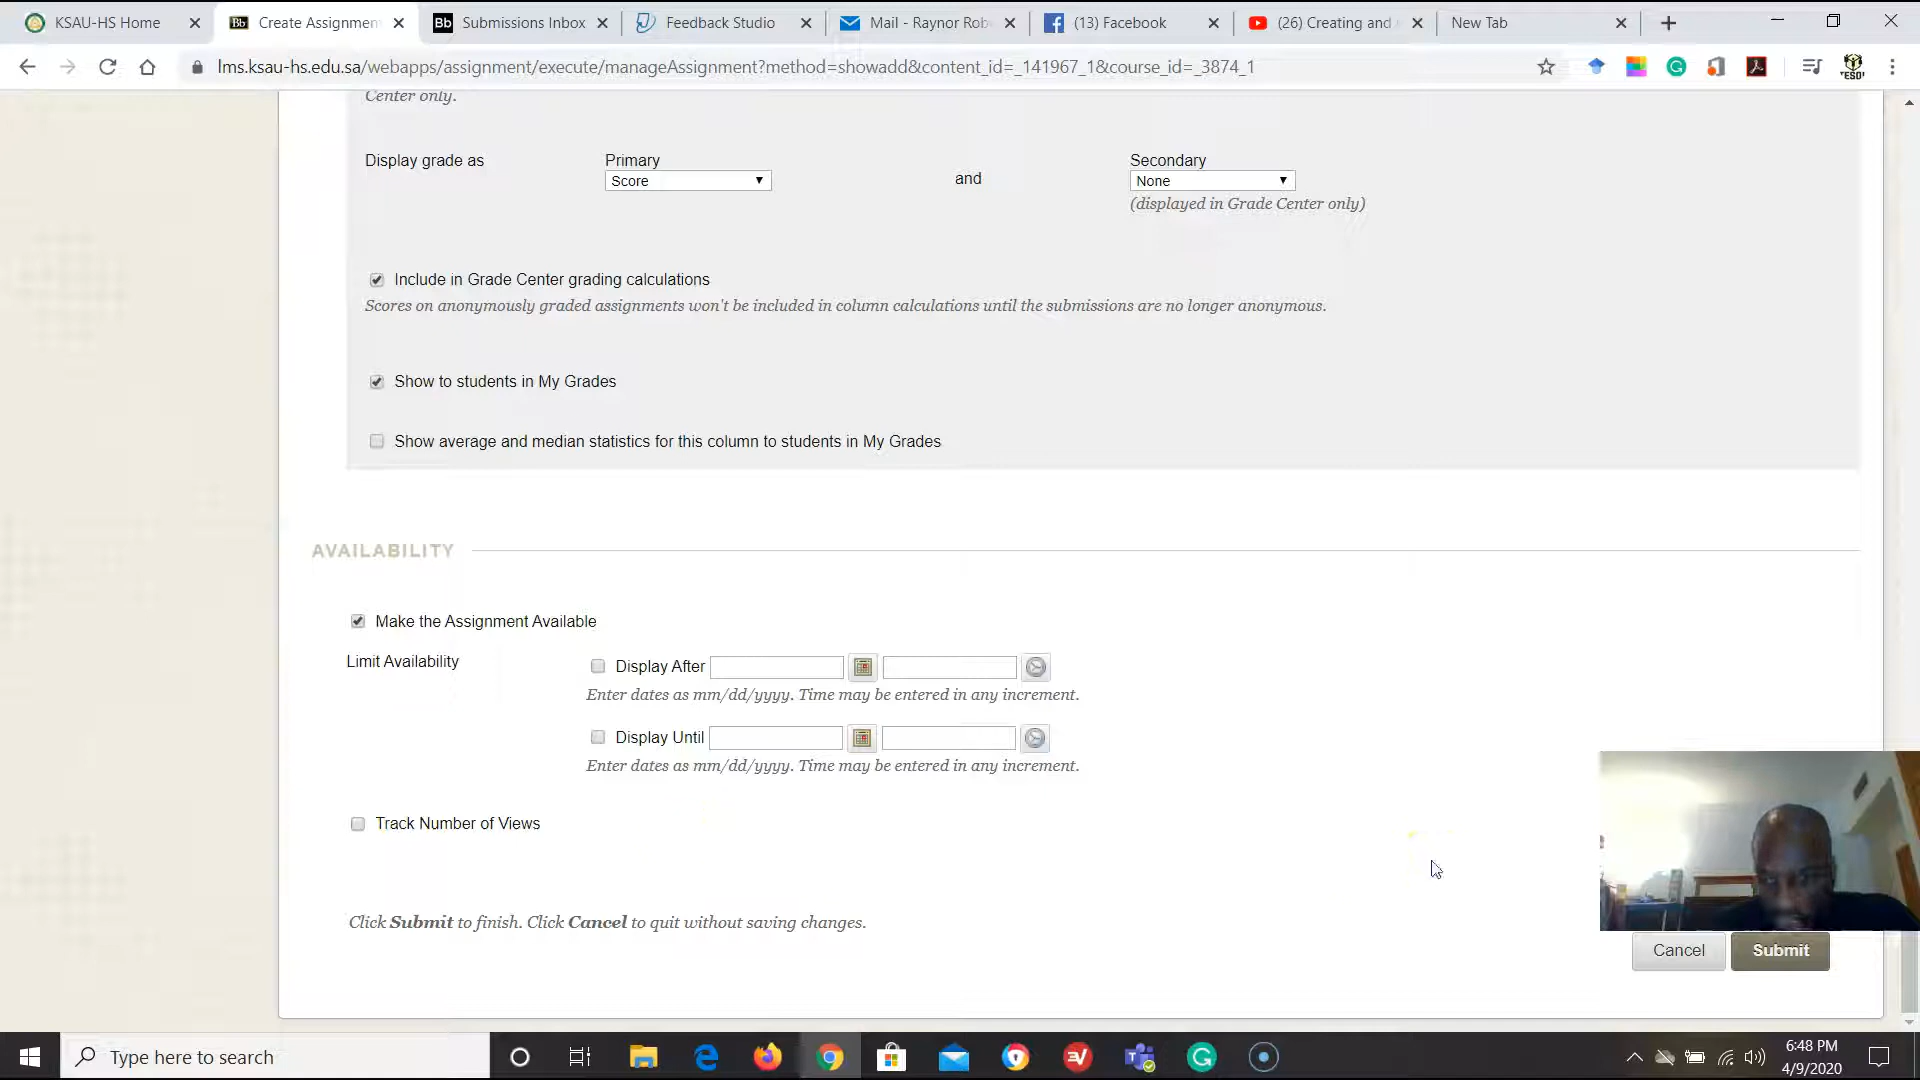 KSAU-HS Home
Create Assignment
Bb Submissions Inbox
Feedback Studio
Mail - Raynor Rob
(13) Facebook
(26) Creating and
New Tab
lms.ksau-hs.edu.sa/webapps/assignment/execute/manageAssignment?method=showadd&content_id=_141967_1&course_id=_3874_1
Center only.
Display grade as
Primary
Score
and
Secondary
None
(displayed in Grade Center only)
Include in Grade Center grading calculations
Scores on anonymously graded assignments won't be included in column calculations until the submissions are no longer anonymous.
Show to students in My Grades
Show average and median statistics for this column to students in My Grades
AVAILABILITY
Make the Assignment Available
Limit Availability
Display After
Enter dates as mm/dd/yyyy. Time may be entered in any increment.
Display Until
Enter dates as mm/dd/yyyy. Time may be entered in any increment.
Track Number of Views
Click Submit to finish. Click Cancel to quit without saving changes.
Cancel
Submit
Type here to search
6:48 PM
4/9/2020